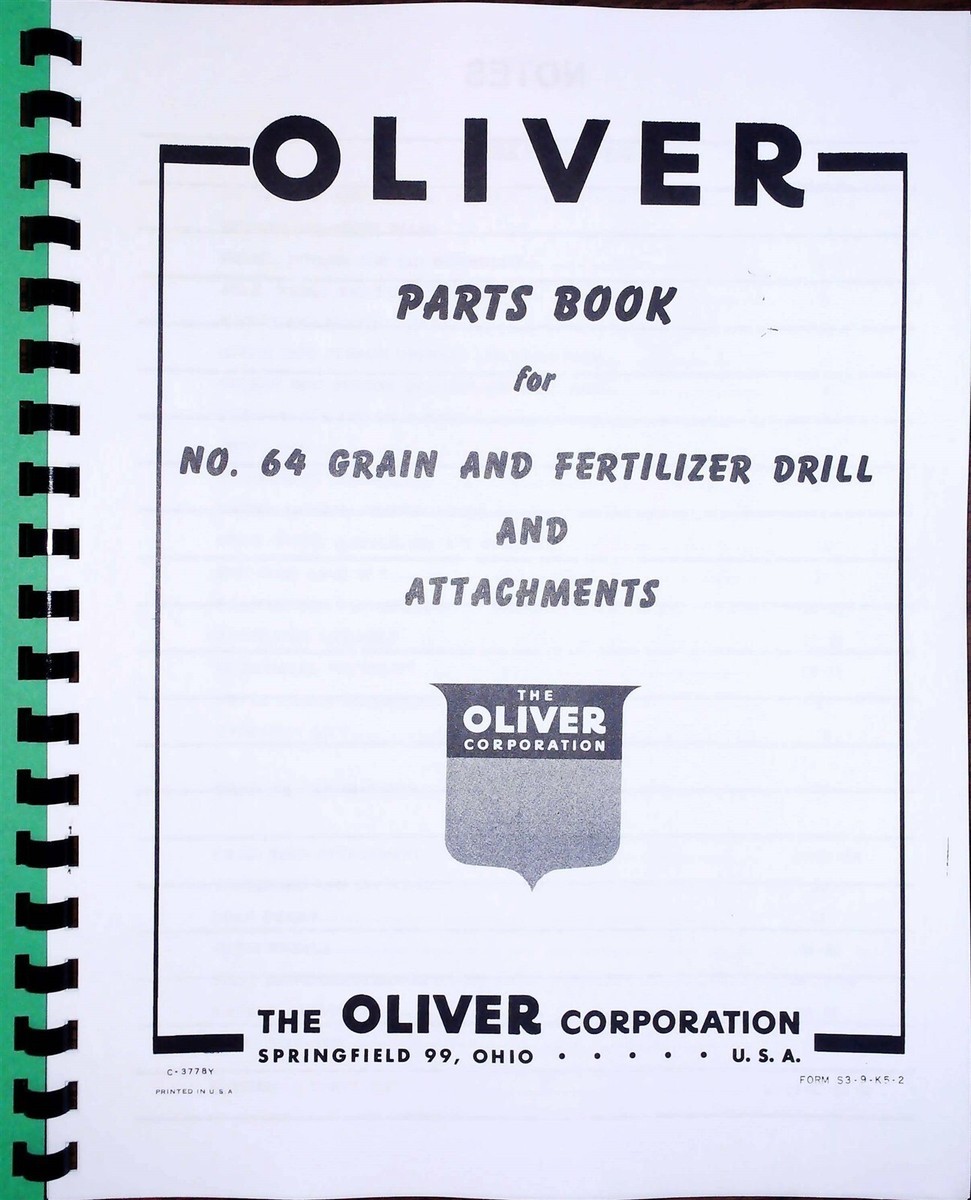 NOTES
OLIVER
PARTS BOOK
for
NO. 64 GRAIN AND FERTILIZER DRILL
AND
ATTACHMENTS
THE
OLIVER
CORPORATION
THE OLIVER CORPORATION
SPRINGFIELD 99, OHIO • • • • • U. S. A.
C-3778Y
PRINTED IN U S A
FORM S3-9-K5-2